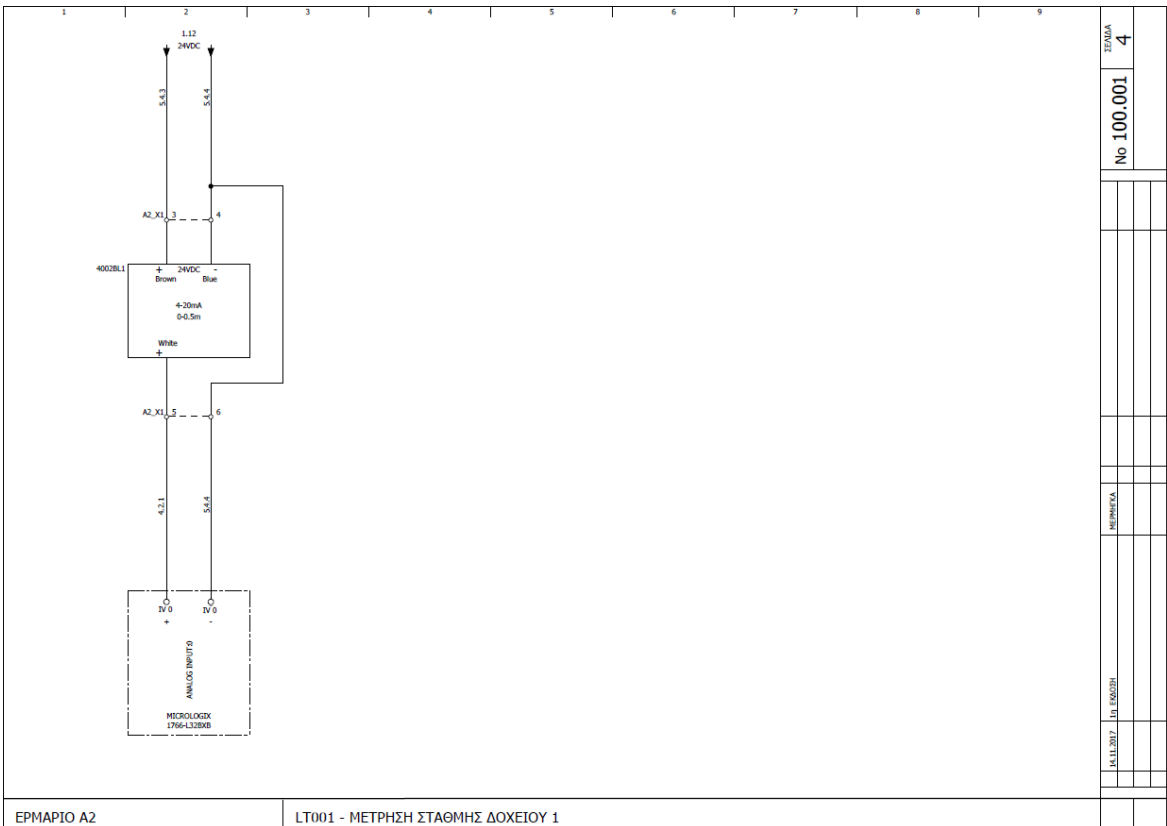 1 2 3 4 5 6 7 8 9
1.12
24VDC
5.4.3 5.4.4
A2_X1 3 4
4002BL1
+ 24VDC -
Brown Blue
4-20mA
0-0.5m
White
+
A2_X1 5 6
4.2.1 5.4.4
IV 0 IV 0
+ -
ANALOG INPUT:0
MICROLOGIX
1766-L32BXB
ΣΕΛΙΔΑ
4
No 100.001
ΜΕΡΜΗΓΚΑ
1η ΕΚΔΟΣΗ
14.11.2017
ΕΡΜΑΡΙΟ Α2
LT001 - ΜΕΤΡΗΣΗ ΣΤΑΘΜΗΣ ΔΟΧΕΙΟΥ 1